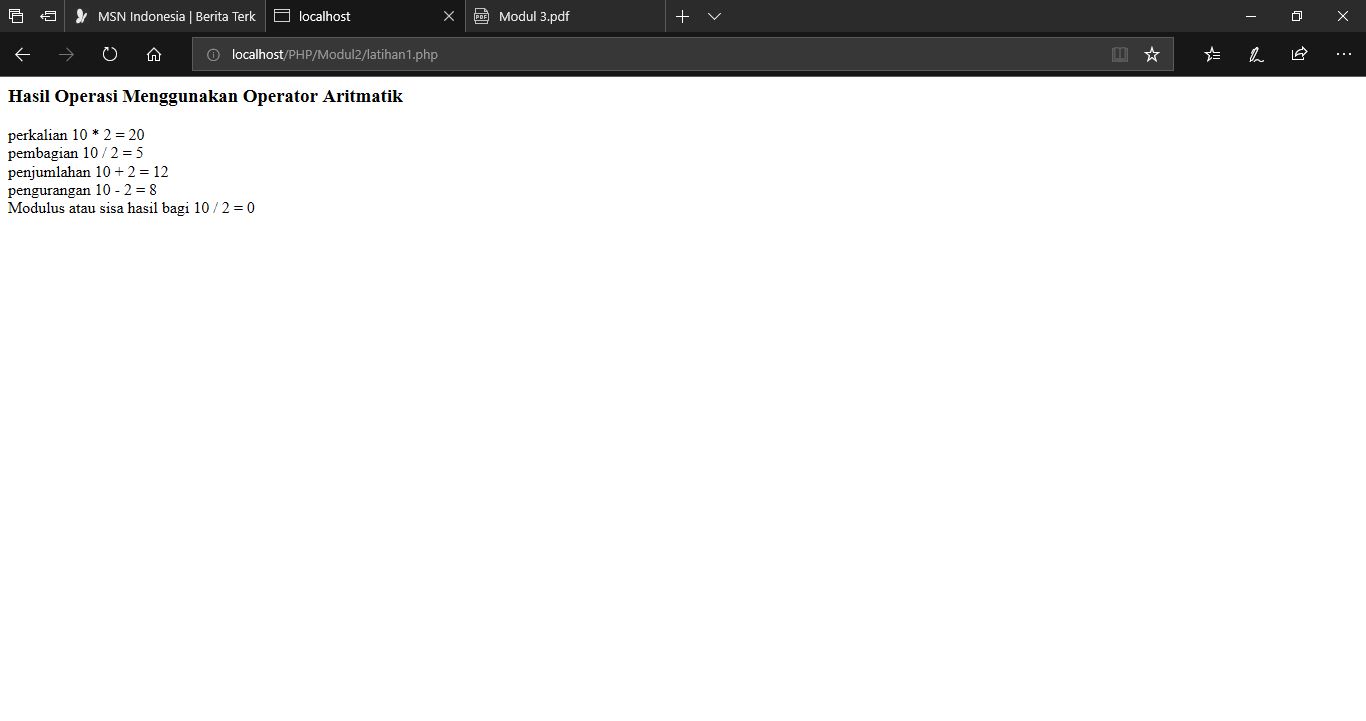 MSN Indonesia | Berita Terk
localhost
Modul 3.pdf
localhost/PHP/Modul2/latihan1.php
Hasil Operasi Menggunakan Operator Aritmatik
perkalian 10 * 2 = 20
pembagian 10 / 2 = 5
penjumlahan 10 + 2 = 12
pengurangan 10 - 2 = 8
Modulus atau sisa hasil bagi 10 / 2 = 0